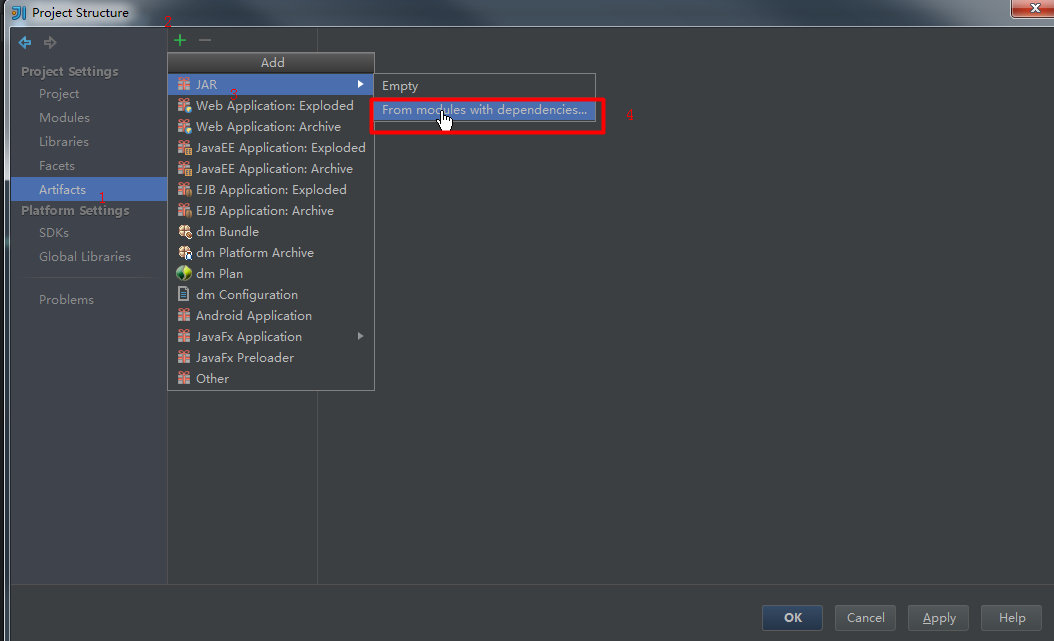 Project Structure
2
Add
Project Settings
JAR
Empty
Project
Web Application: Exploded
From modules with dependencies...
4
Modules
Web Application: Archive
Libraries
JavaEE Application: Exploded
Facets
JavaEE Application: Archive
Artifacts
1
EJB Application: Exploded
Platform Settings
EJB Application: Archive
SDKs
dm Bundle
Global Libraries
dm Platform Archive
dm Plan
Problems
dm Configuration
Android Application
JavaFx Application
JavaFx Preloader
Other
OK
Cancel
Apply
Help